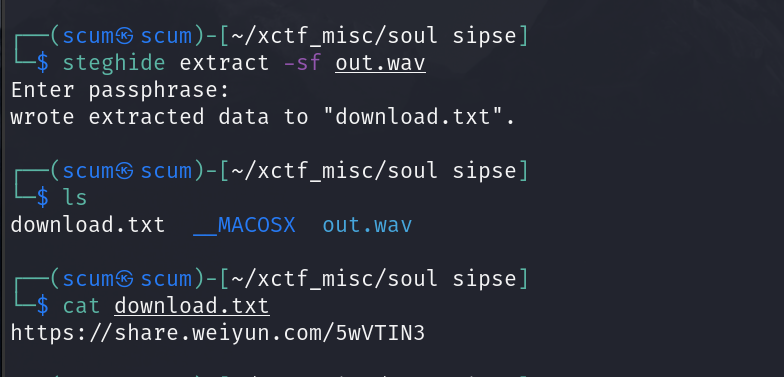 ┌──(scum㉿scum)-[~/xctf_misc/soul sipse]
└─$ steghide extract -sf out.wav
Enter passphrase:
wrote extracted data to "download.txt".
┌──(scum㉿scum)-[~/xctf_misc/soul sipse]
└─$ ls
download.txt  __MACOSX  out.wav
┌──(scum㉿scum)-[~/xctf_misc/soul sipse]
└─$ cat download.txt
https://share.weiyun.com/5wVTIN3